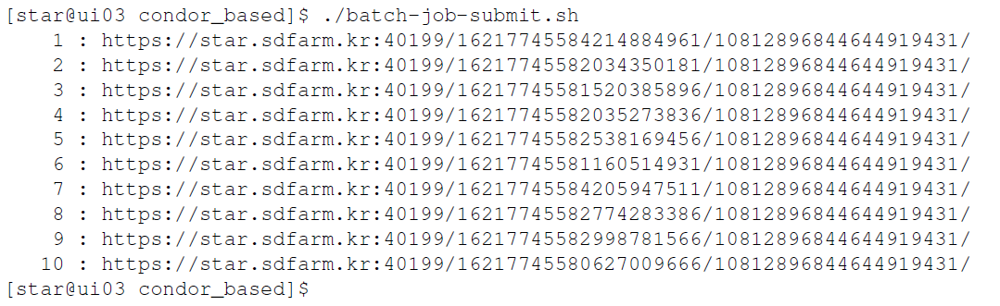 [star@ui03 condor_based]$ ./batch-job-submit.sh
1 : https://star.sdfarm.kr:40199/16217745584214884961/10812896844644919431/
2 : https://star.sdfarm.kr:40199/16217745582034350181/10812896844644919431/
3 : https://star.sdfarm.kr:40199/16217745581520385896/10812896844644919431/
4 : https://star.sdfarm.kr:40199/16217745582035273836/10812896844644919431/
5 : https://star.sdfarm.kr:40199/16217745582538169456/10812896844644919431/
6 : https://star.sdfarm.kr:40199/16217745581160514931/10812896844644919431/
7 : https://star.sdfarm.kr:40199/16217745584205947511/10812896844644919431/
8 : https://star.sdfarm.kr:40199/16217745582774283386/10812896844644919431/
9 : https://star.sdfarm.kr:40199/16217745582998781566/10812896844644919431/
10 : https://star.sdfarm.kr:40199/16217745580627009666/10812896844644919431/
[star@ui03 condor_based]$